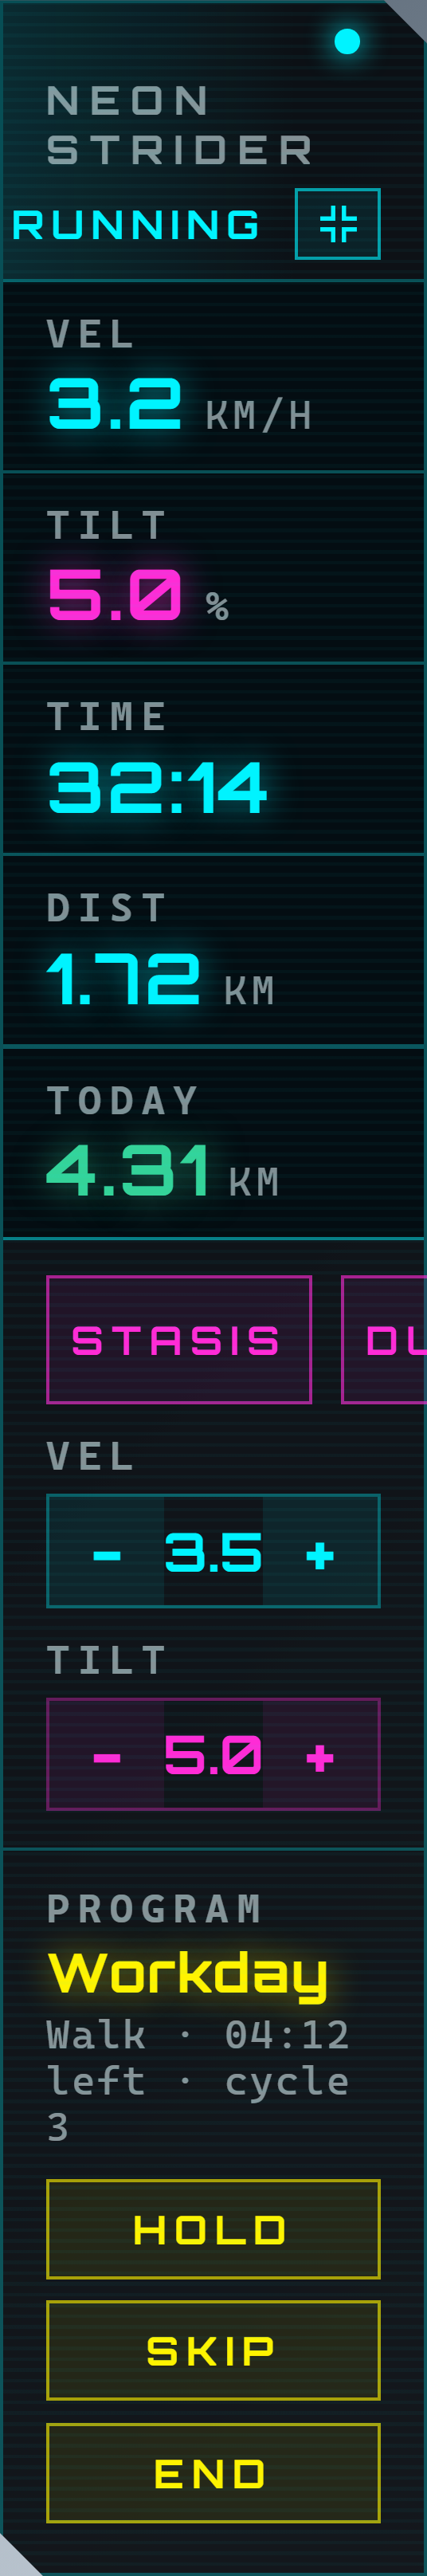 NEON
STRIDER
RUNNING
VEL
3.2 KM/H
TILT
5.0 %
TIME
32:14
DIST
1.72 KM
TODAY
4.31 KM
STASIS
VEL
- 3.5 +
TILT
- 5.0 +
PROGRAM
Workday
Walk · 04:12
left · cycle
3
HOLD
SKIP
END